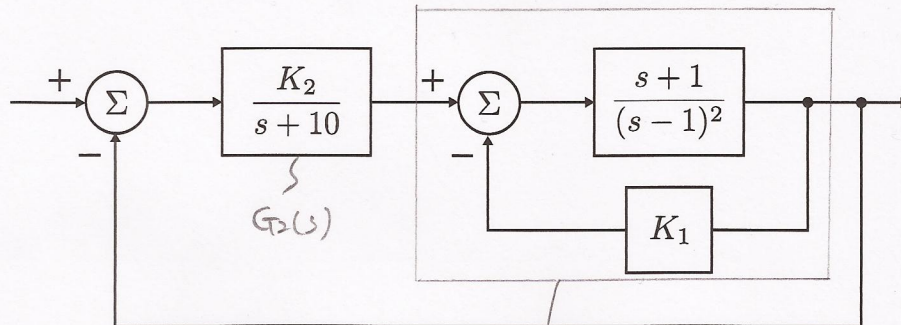 + Σ − K₂/(s + 10) + Σ − (s + 1)/(s − 1)²
G₂(s)
K₁